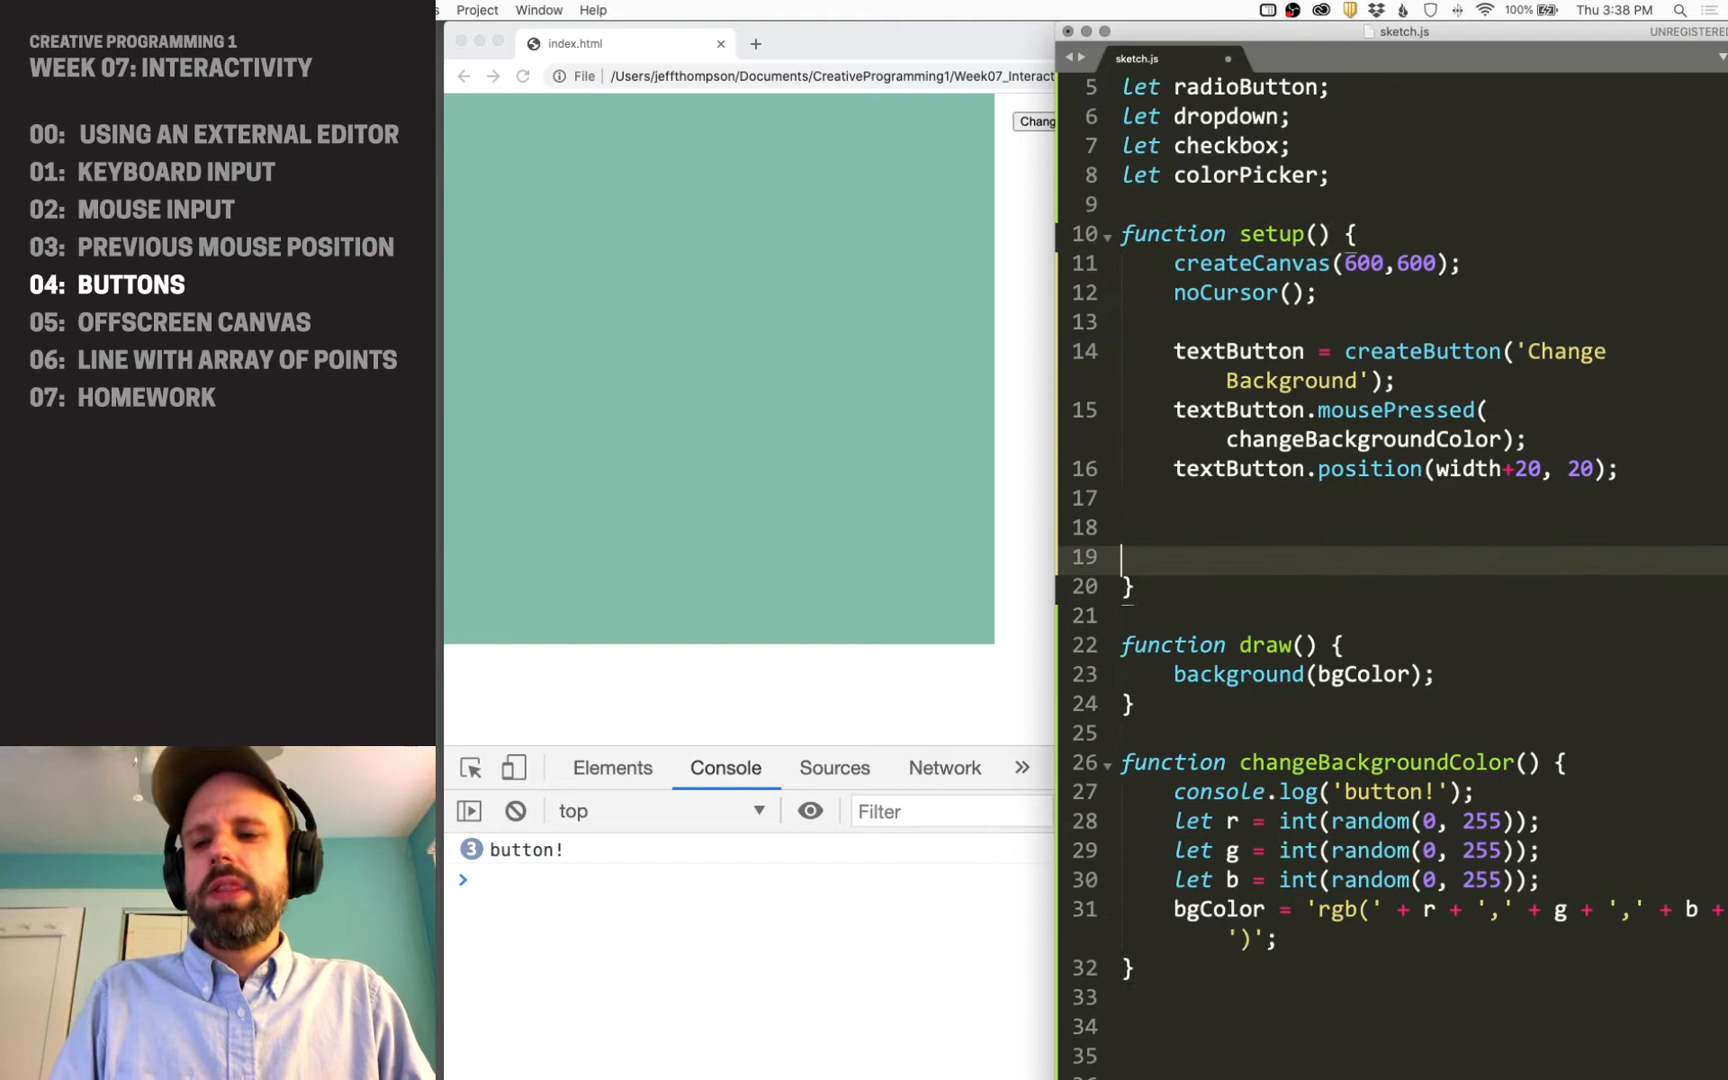 CREATIVE PROGRAMMING 1
WEEK 07: INTERACTIVITY
00: USING AN EXTERNAL EDITOR
01: KEYBOARD INPUT
02: MOUSE INPUT
03: PREVIOUS MOUSE POSITION
04: BUTTONS
05: OFFSCREEN CANVAS
06: LINE WITH ARRAY OF POINTS
07: HOMEWORK
Project Window Help
100% Thu 3:38 PM
index.html
File /Users/jeffthompson/Documents/CreativeProgramming1/Week07_Interact
Chang
Elements Console Sources Network
top Filter
3 button!
sketch.js UNREGISTERED
sketch.js
5 let radioButton;
6 let dropdown;
7 let checkbox;
8 let colorPicker;
9
10 function setup() {
11 createCanvas(600,600);
12 noCursor();
13
14 textButton = createButton('Change
Background');
15 textButton.mousePressed(
changeBackgroundColor);
16 textButton.position(width+20, 20);
17
18
19
20 }
21
22 function draw() {
23 background(bgColor);
24 }
25
26 function changeBackgroundColor() {
27 console.log('button!');
28 let r = int(random(0, 255));
29 let g = int(random(0, 255));
30 let b = int(random(0, 255));
31 bgColor = 'rgb(' + r + ',' + g + ',' + b +
')';
32 }
33
34
35